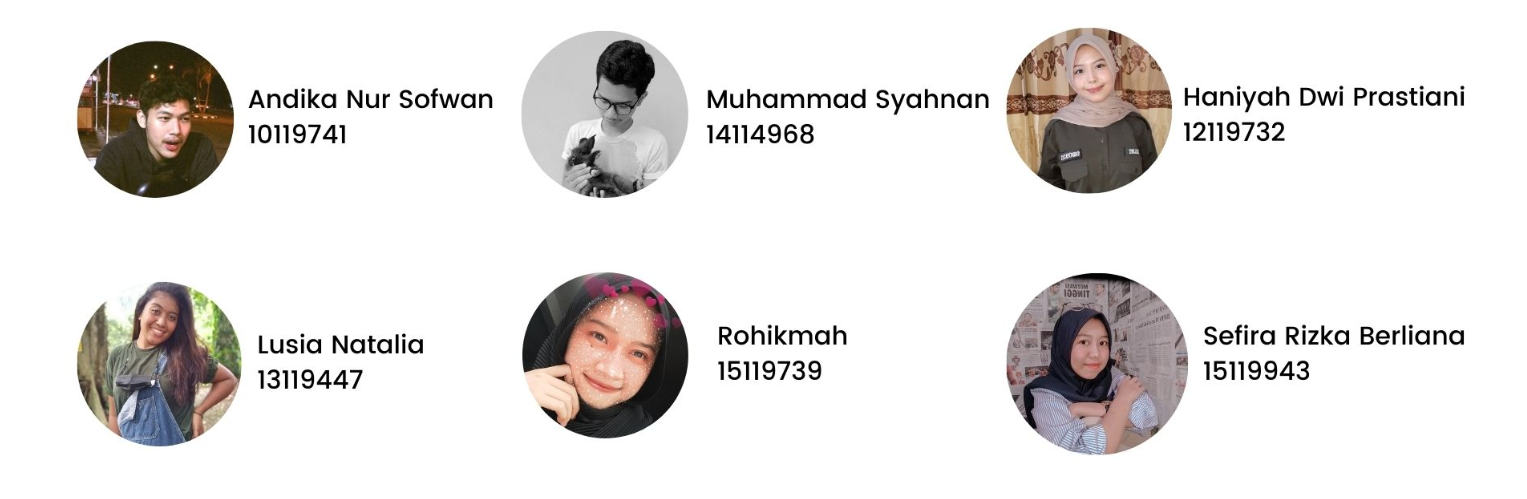 Andika Nur Sofwan
10119741
Muhammad Syahnan
14114968
Haniyah Dwi Prastiani
12119732
Lusia Natalia
13119447
Rohikmah
15119739
Sefira Rizka Berliana
15119943
TINGGI